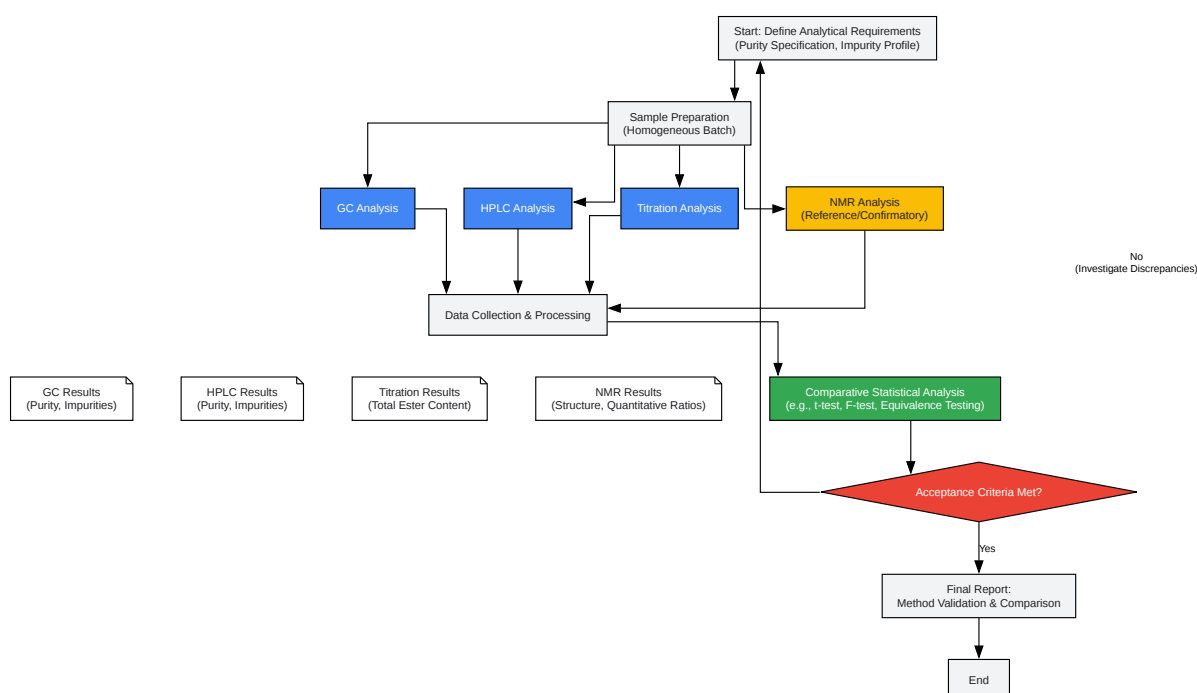 Start: Define Analytical Requirements
(Purity Specification, Impurity Profile)
Sample Preparation
(Homogeneous Batch)
GC Analysis
HPLC Analysis
Titration Analysis
NMR Analysis
(Reference/Confirmatory)
No
(Investigate Discrepancies)
Data Collection & Processing
GC Results
(Purity, Impurities)
HPLC Results
(Purity, Impurities)
Titration Results
(Total Ester Content)
NMR Results
(Structure, Quantitative Ratios)
Comparative Statistical Analysis
(e.g., t-test, F-test, Equivalence Testing)
Acceptance Criteria Met?
Yes
Final Report:
Method Validation & Comparison
End